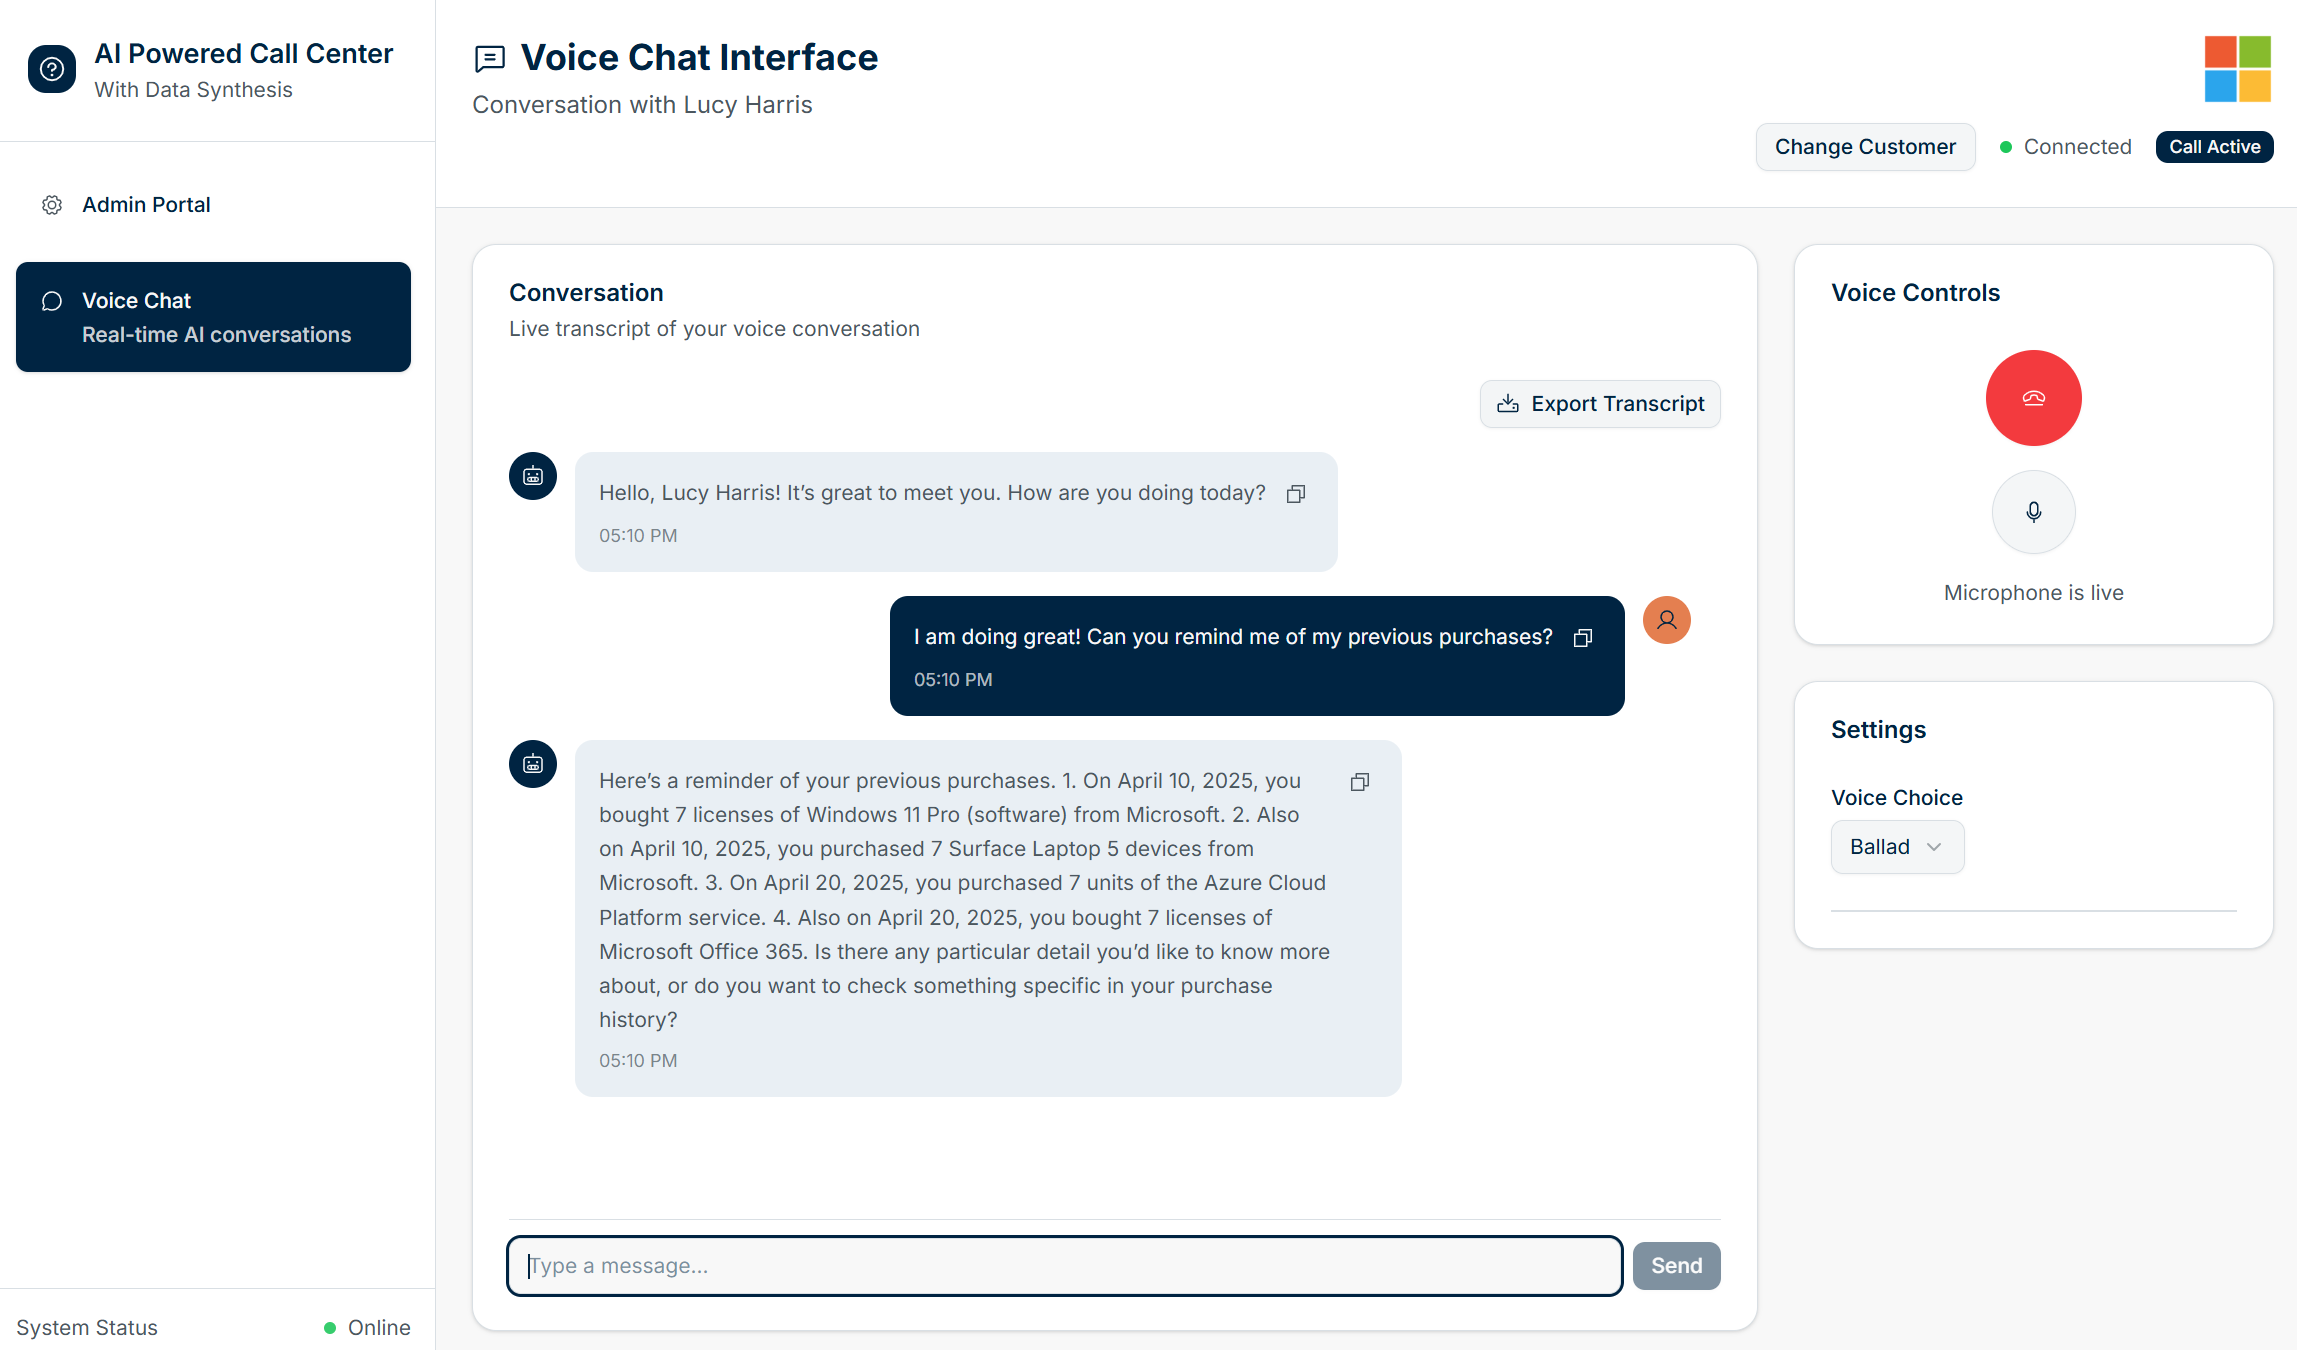 AI Powered Call Center
With Data Synthesis
Admin Portal
Voice Chat
Real-time AI conversations
System Status
Online
Voice Chat Interface
Conversation with Lucy Harris
Change Customer
Connected
Call Active
Conversation
Live transcript of your voice conversation
Export Transcript
Hello, Lucy Harris! It’s great to meet you. How are you doing today?
05:10 PM
I am doing great! Can you remind me of my previous purchases?
05:10 PM
Here’s a reminder of your previous purchases. 1. On April 10, 2025, you
bought 7 licenses of Windows 11 Pro (software) from Microsoft. 2. Also
on April 10, 2025, you purchased 7 Surface Laptop 5 devices from
Microsoft. 3. On April 20, 2025, you purchased 7 units of the Azure Cloud
Platform service. 4. Also on April 20, 2025, you bought 7 licenses of
Microsoft Office 365. Is there any particular detail you’d like to know more
about, or do you want to check something specific in your purchase
history?
05:10 PM
Type a message...
Send
Voice Controls
Microphone is live
Settings
Voice Choice
Ballad